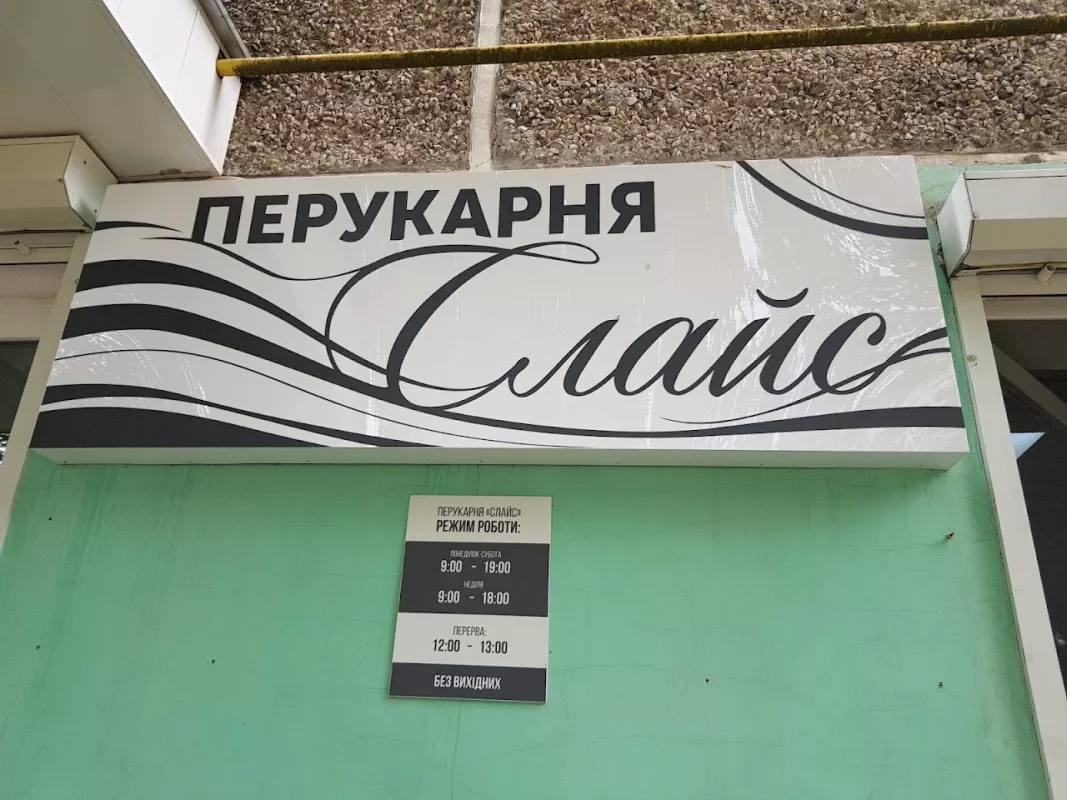 ПЕРУКАРНЯ
Слайс
ПЕРУКАРНЯ «СЛАЙС»
РЕЖИМ РОБОТИ:
ПОНЕДІЛОК-СУБОТА
9:00 - 19:00
НЕДІЛЯ
9:00 - 18:00
ПЕРЕРВА:
12:00 - 13:00
БЕЗ ВИХІДНИХ